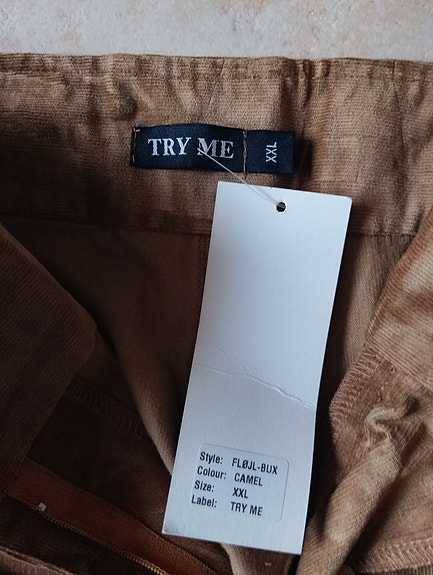 TRY ME
XXL
Style: FLØJL-BUX
Colour: CAMEL
Size: XXL
Label: TRY ME